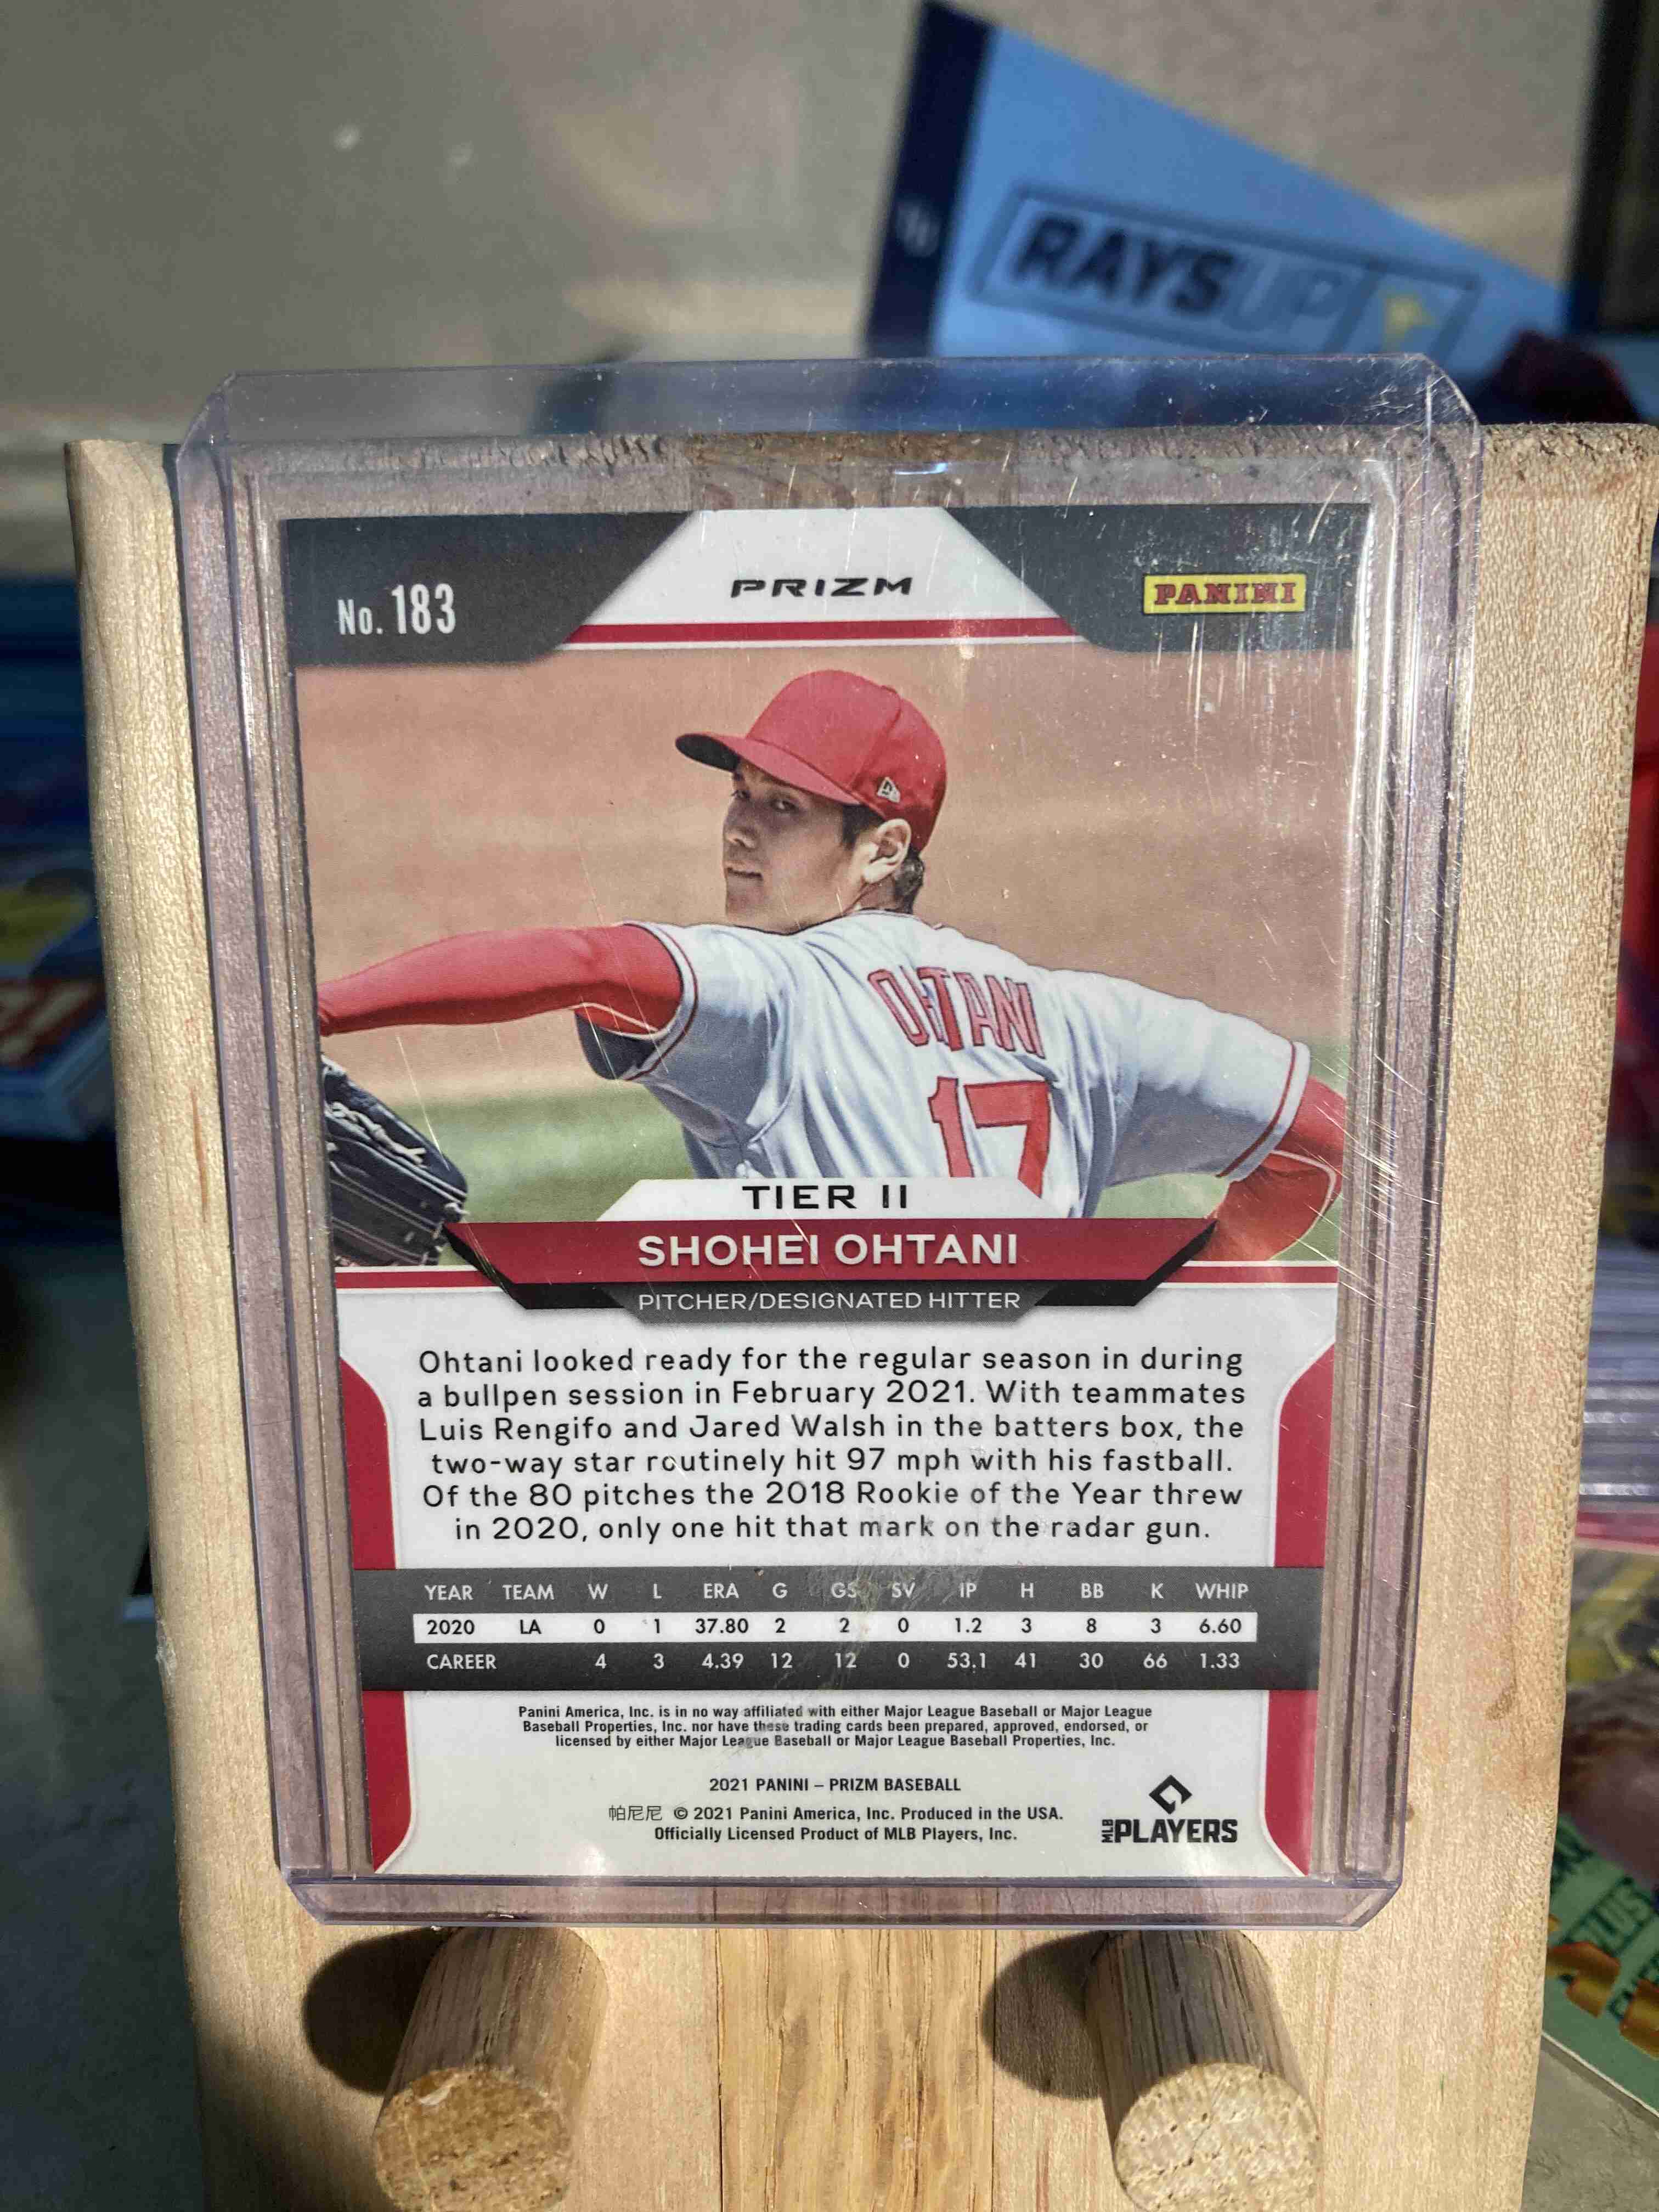 RAYSUP
No. 183
PRIZM
PANINI
OHTANI
17
TIER II
SHOHEI OHTANI
PITCHER/DESIGNATED HITTER
Ohtani looked ready for the regular season in during
a bullpen session in February 2021. With teammates
Luis Rengifo and Jared Walsh in the batters box, the
two-way star routinely hit 97 mph with his fastball.
Of the 80 pitches the 2018 Rookie of the Year threw
in 2020, only one hit that mark on the radar gun.
YEAR TEAM W L ERA G GS SV IP H BB K WHIP
2020 LA 0 1 37.80 2 2 0 1.2 3 8 3 6.60
CAREER 4 3 4.39 12 12 0 53.1 41 30 66 1.33
Panini America, Inc. is in no way affiliated with either Major League Baseball or Major League
Baseball Properties, Inc. nor have these trading cards been prepared, approved, endorsed, or
licensed by either Major League Baseball or Major League Baseball Properties, Inc.
2021 PANINI – PRIZM BASEBALL
帕尼尼 © 2021 Panini America, Inc. Produced in the USA.
Officially Licensed Product of MLB Players, Inc.
MLB PLAYERS